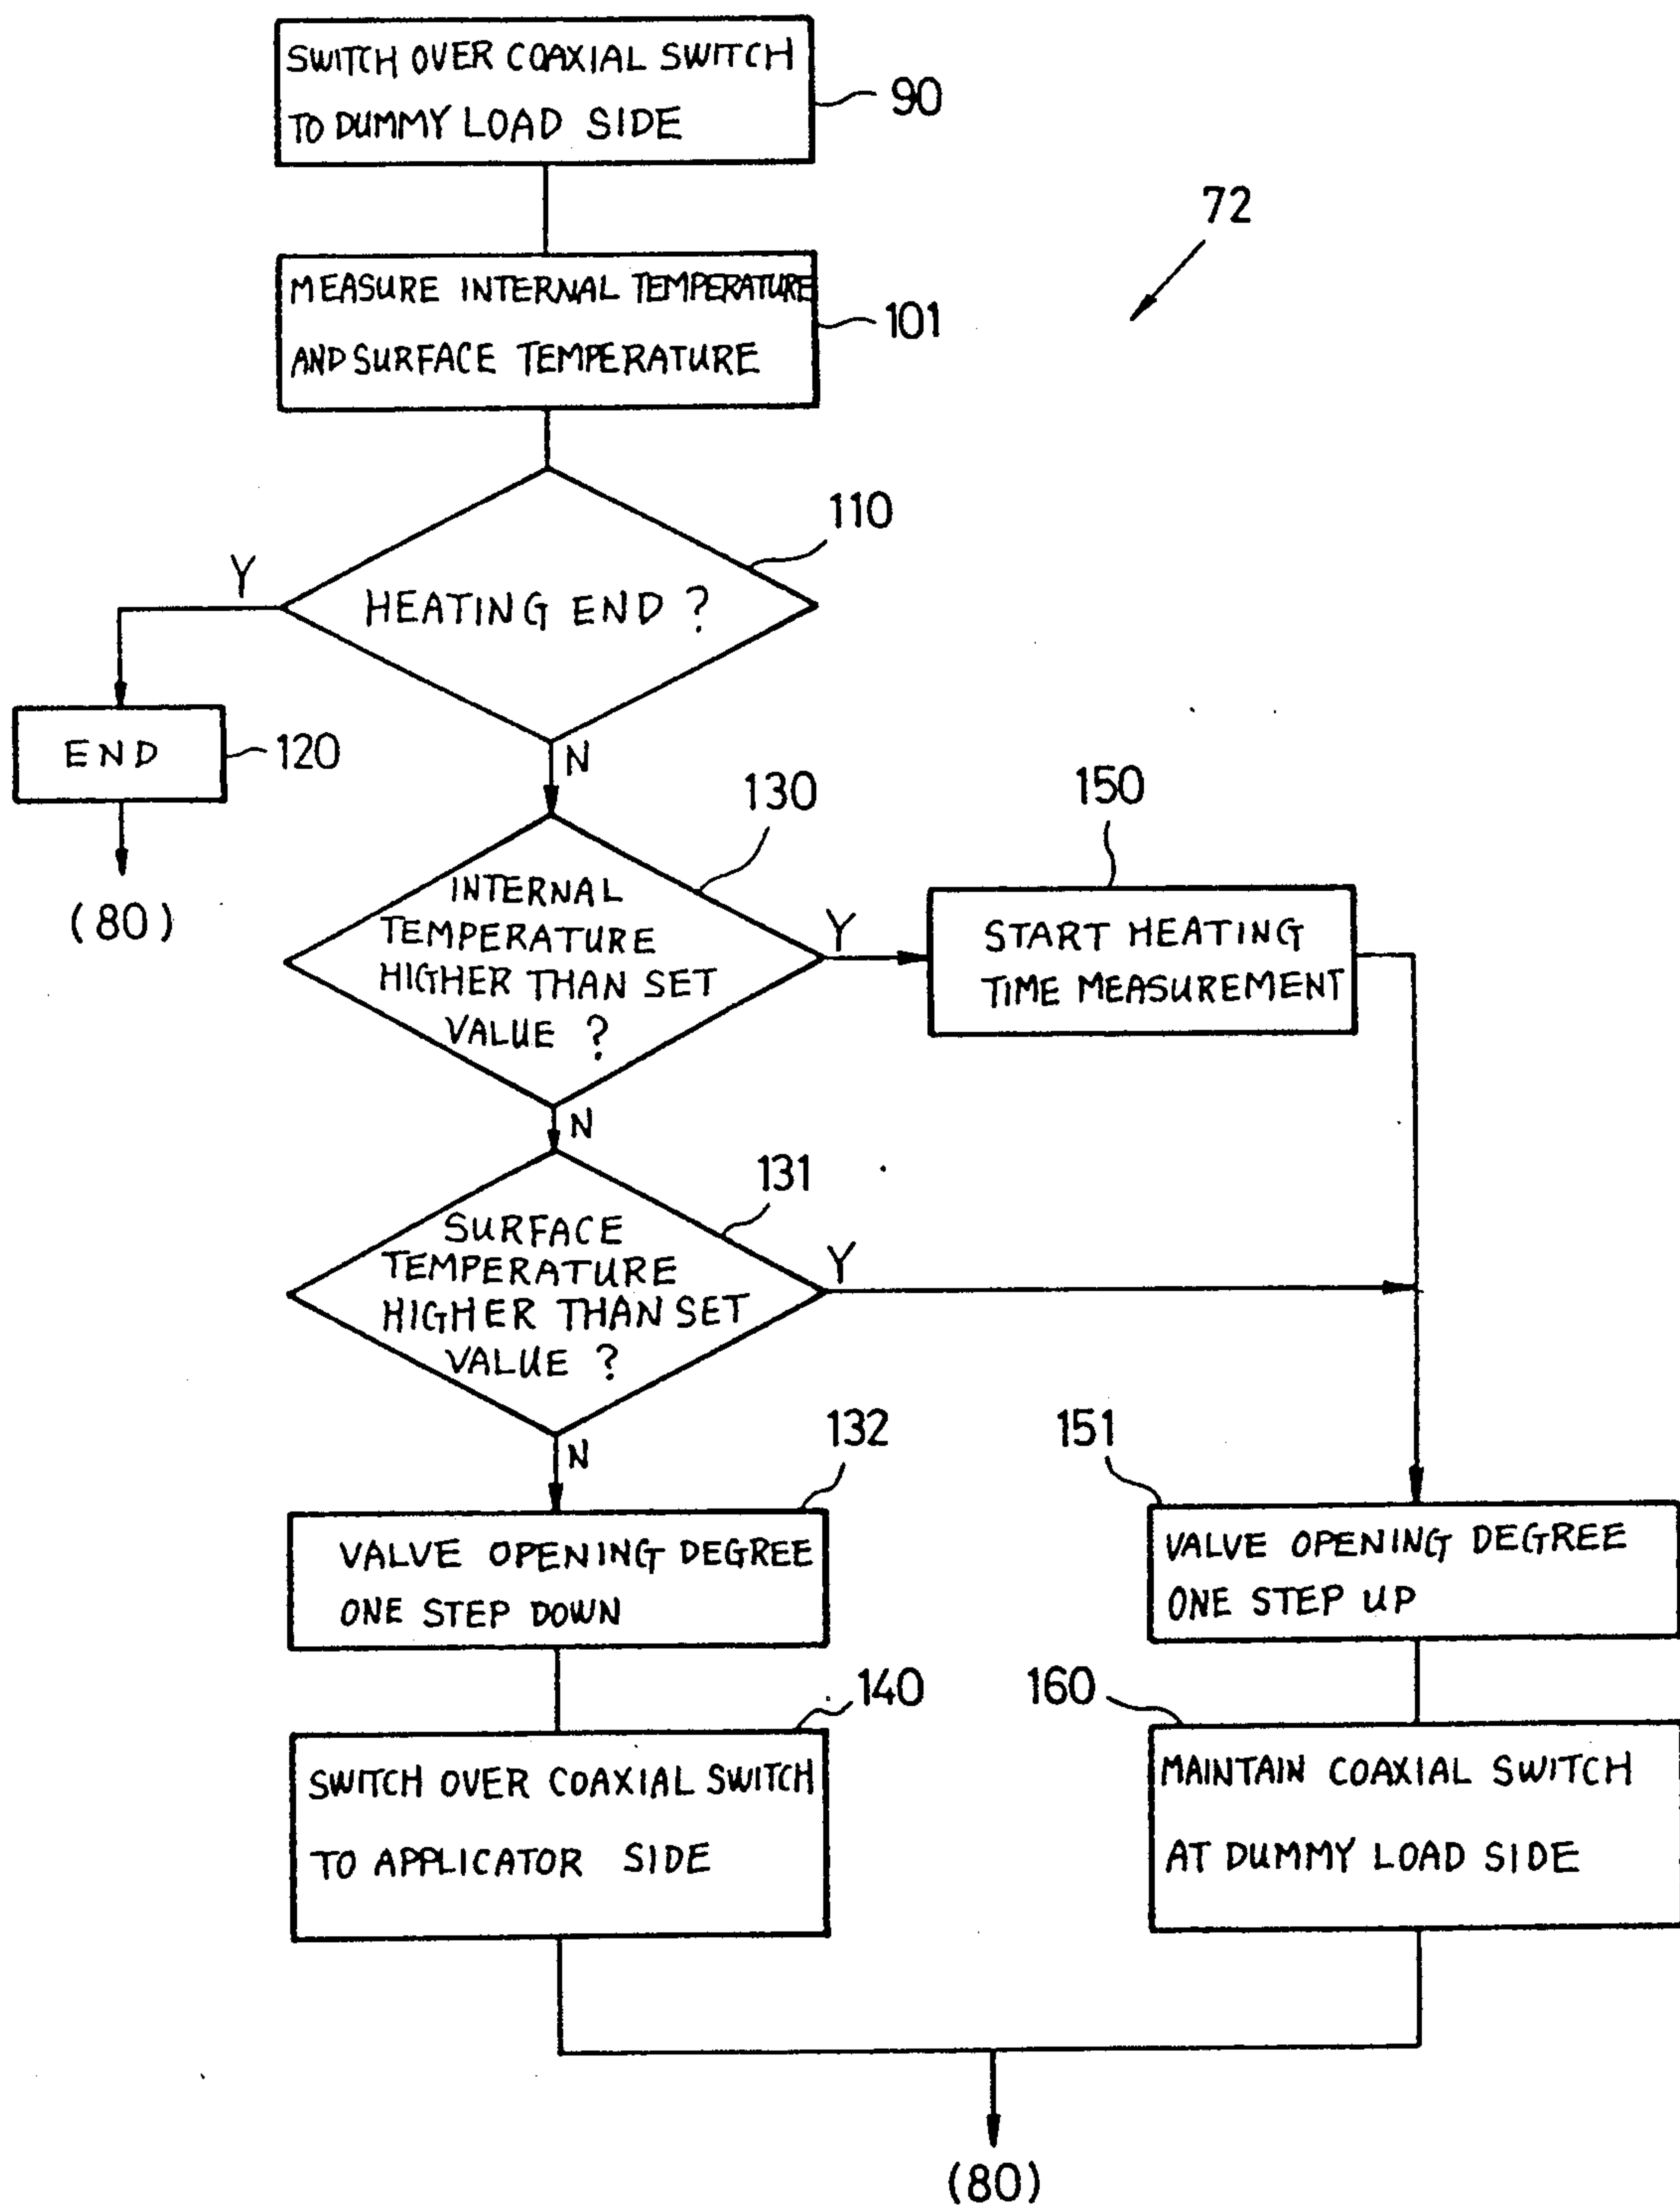 SWITCH OVER COAXIAL SWITCH
TO DUMMY LOAD SIDE
90
72
MEASURE INTERNAL TEMPERATURE
AND SURFACE TEMPERATURE
101
110
Y
HEATING END ?
END
120
N
(80)
130
150
INTERNAL
TEMPERATURE
HIGHER THAN SET
VALUE ?
Y
START HEATING
TIME MEASUREMENT
N
131
SURFACE
TEMPERATURE
HIGHER THAN SET
VALUE ?
Y
N
132
151
VALVE OPENING DEGREE
ONE STEP DOWN
VALVE OPENING DEGREE
ONE STEP UP
140
160
SWITCH OVER COAXIAL SWITCH
TO APPLICATOR SIDE
MAINTAIN COAXIAL SWITCH
AT DUMMY LOAD SIDE
(80)